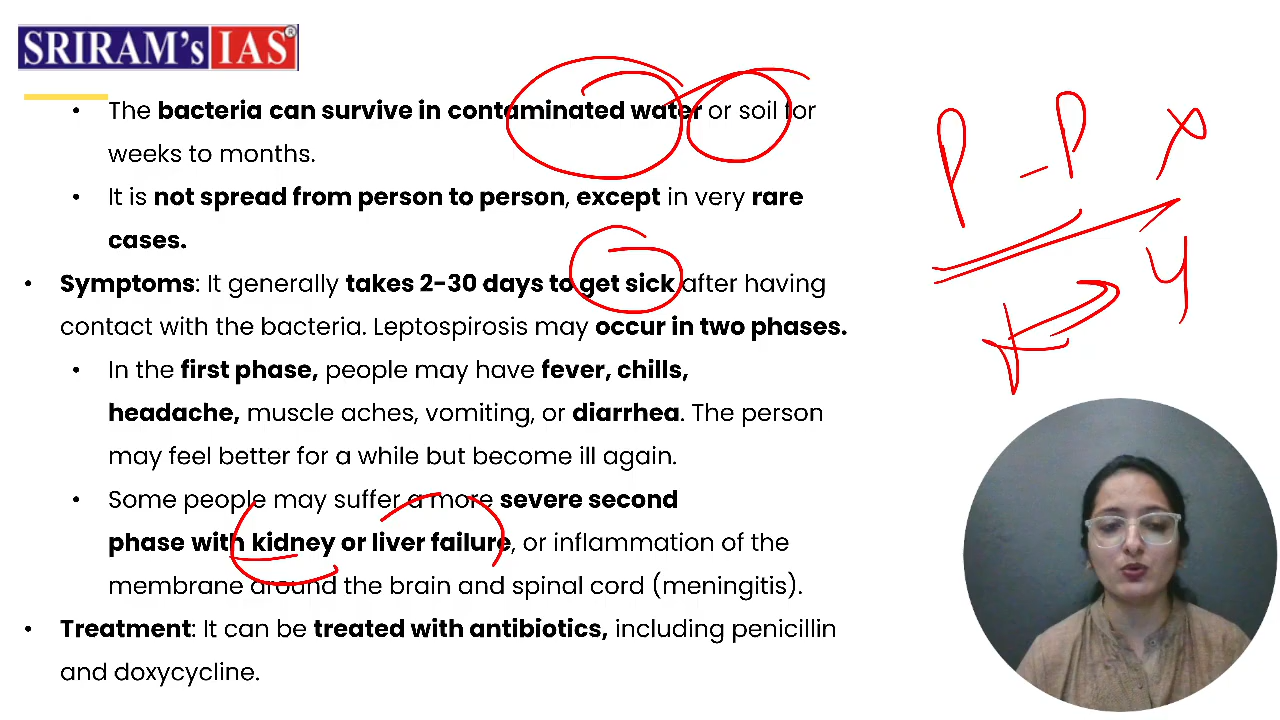 SRIRAM's IAS®
• The bacteria can survive in contaminated water or soil for
weeks to months.
• It is not spread from person to person, except in very rare
cases.
• Symptoms: It generally takes 2-30 days to get sick after having
contact with the bacteria. Leptospirosis may occur in two phases.
• In the first phase, people may have fever, chills,
headache, muscle aches, vomiting, or diarrhea. The person
may feel better for a while but become ill again.
• Some people may suffer a more severe second
phase with kidney or liver failure, or inflammation of the
membrane around the brain and spinal cord (meningitis).
• Treatment: It can be treated with antibiotics, including penicillin
and doxycycline.
P - P